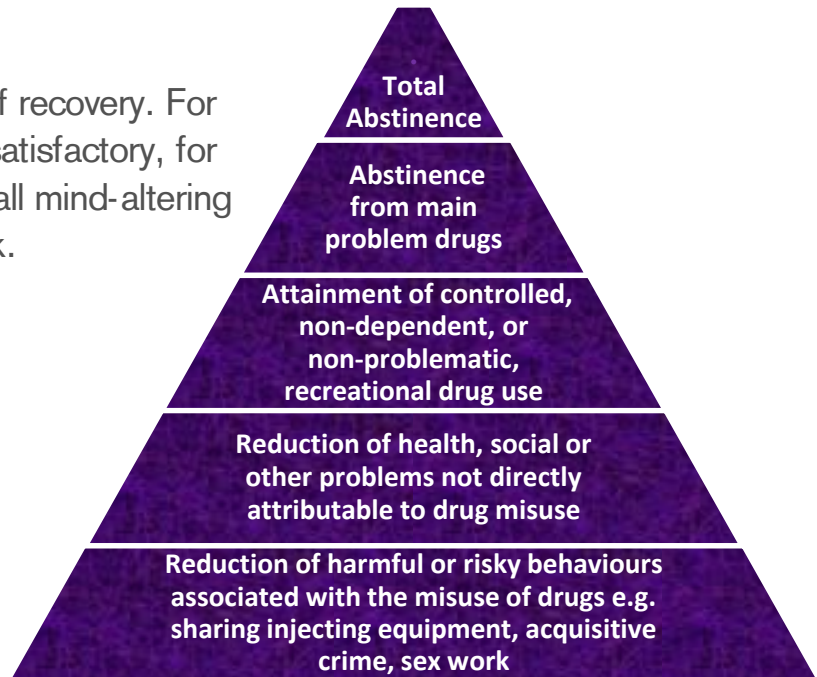 f recovery. For
satisfactory, for
all mind-altering
k.
Total
Abstinence
Abstinence
from main
problem drugs
Attainment of controlled,
non-dependent, or
non-problematic,
recreational drug use
Reduction of health, social or
other problems not directly
attributable to drug misuse
Reduction of harmful or risky behaviours
associated with the misuse of drugs e.g.
sharing injecting equipment, acquisitive
crime, sex work